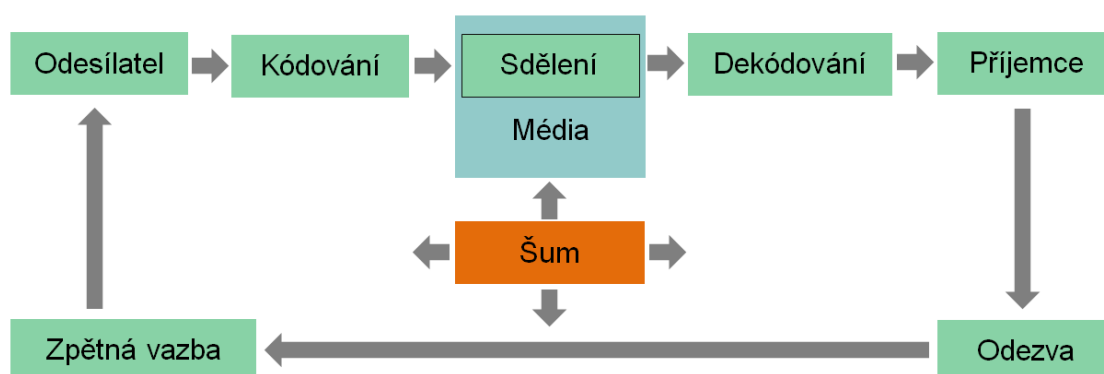 Odesílatel
Kódování
Sdělení
Dekódování
Příjemce
Média
Šum
Zpětná vazba
Odezva